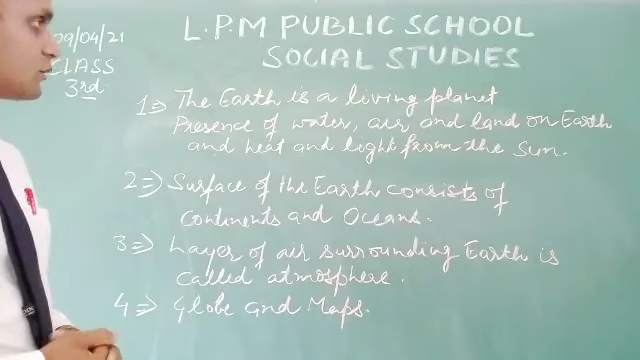 09/04/21
CLASS
3rd
L.P.M PUBLIC SCHOOL
SOCIAL STUDIES
1⇒ The Earth is a living planet
Presence of water, air, and land on Earth
and heat and light from the Sun.
2⇒ Surface of the Earth consists of
Continents and Oceans.
3⇒ Layer of air surrounding Earth is
called atmosphere.
4⇒ Globe and Maps.